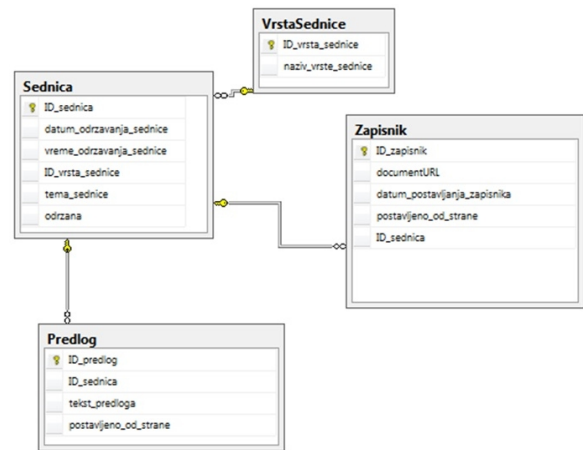 VrstaSednice
ID_vrsta_sednice
naziv_vrste_sednice
Sednica
ID_sednica
datum_odrzavanja_sednice
vreme_odrzavanja_sednice
ID_vrsta_sednice
tema_sednice
odrzana
Zapisnik
ID_zapisnik
documentURL
datum_postavljanja_zapisnika
postavljeno_od_strane
ID_sednica
Predlog
ID_predlog
ID_sednica
tekst_predloga
postavljeno_od_strane